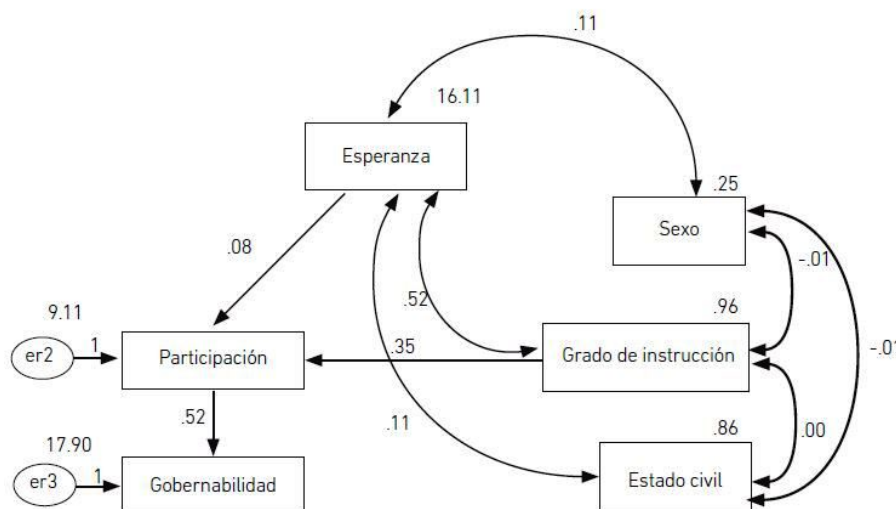 .11
16.11
Esperanza
.25
Sexo
.08
-.01
.52
.96
9.11
er2
1
Participación
.35
Grado de instrucción
-.01
.52
.11
.86
.00
17.90
er3
1
Gobernabilidad
Estado civil